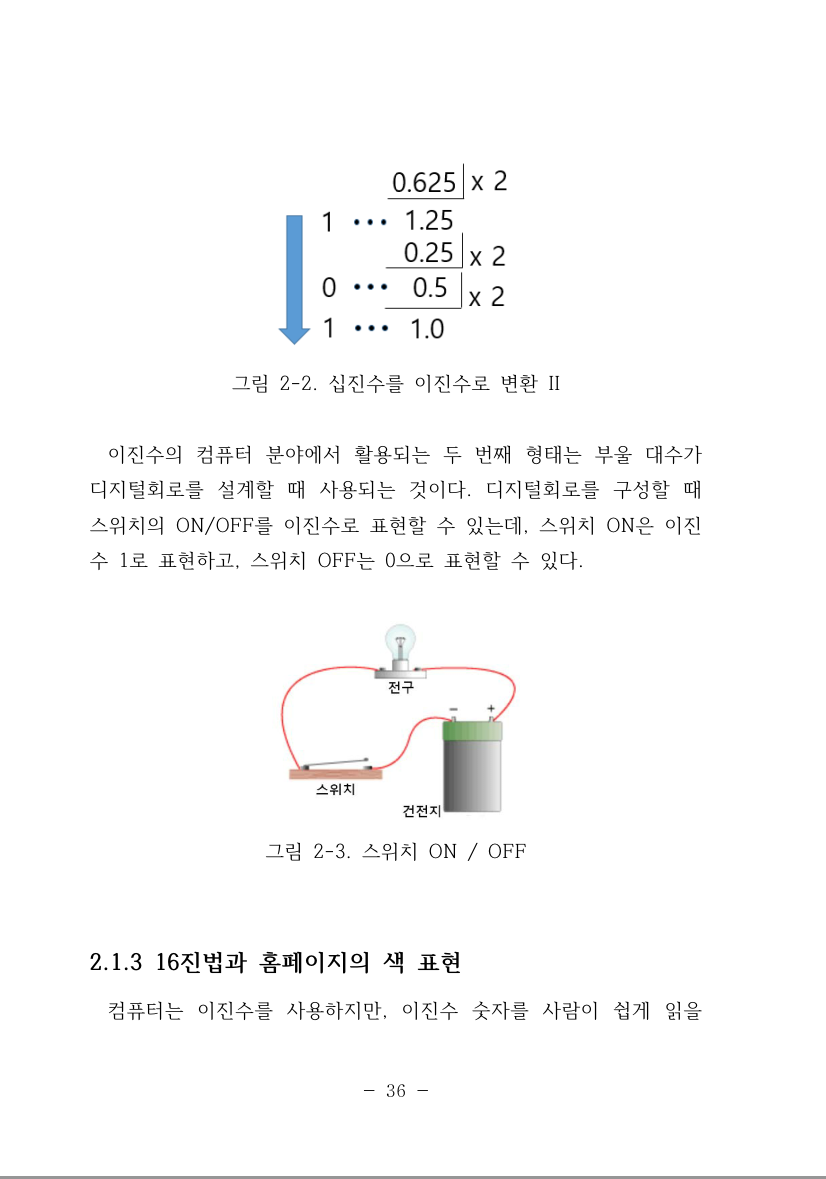 0.625 x 2
1 ••• 1.25
0.25 x 2
0 ••• 0.5 x 2
1 ••• 1.0
그림 2-2. 십진수를 이진수로 변환 II
이진수의 컴퓨터 분야에서 활용되는 두 번째 형태는 부울 대수가
디지털회로를 설계할 때 사용되는 것이다. 디지털회로를 구성할 때
스위치의 ON/OFF를 이진수로 표현할 수 있는데, 스위치 ON은 이진
수 1로 표현하고, 스위치 OFF는 0으로 표현할 수 있다.
전구
− +
스위치
건전지
그림 2-3. 스위치 ON / OFF
2.1.3 16진법과 홈페이지의 색 표현
컴퓨터는 이진수를 사용하지만, 이진수 숫자를 사람이 쉽게 읽을
- 36 -